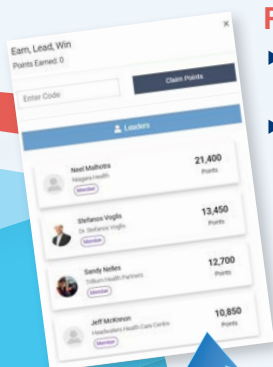 Earn, Lead, Win
Points Earned: 0
Enter Code
Claim Points
Leaders
Neel Malhotra
Niagara Health
Member
21,400
Points
Stefanos Voglis
Dr. Stefanos Voglis
Member
13,450
Points
Sandy Nelles
Trillium Health Partners
Member
12,700
Points
Jeff McKinnon
Headwaters Health Care Centre
Member
10,850
Points